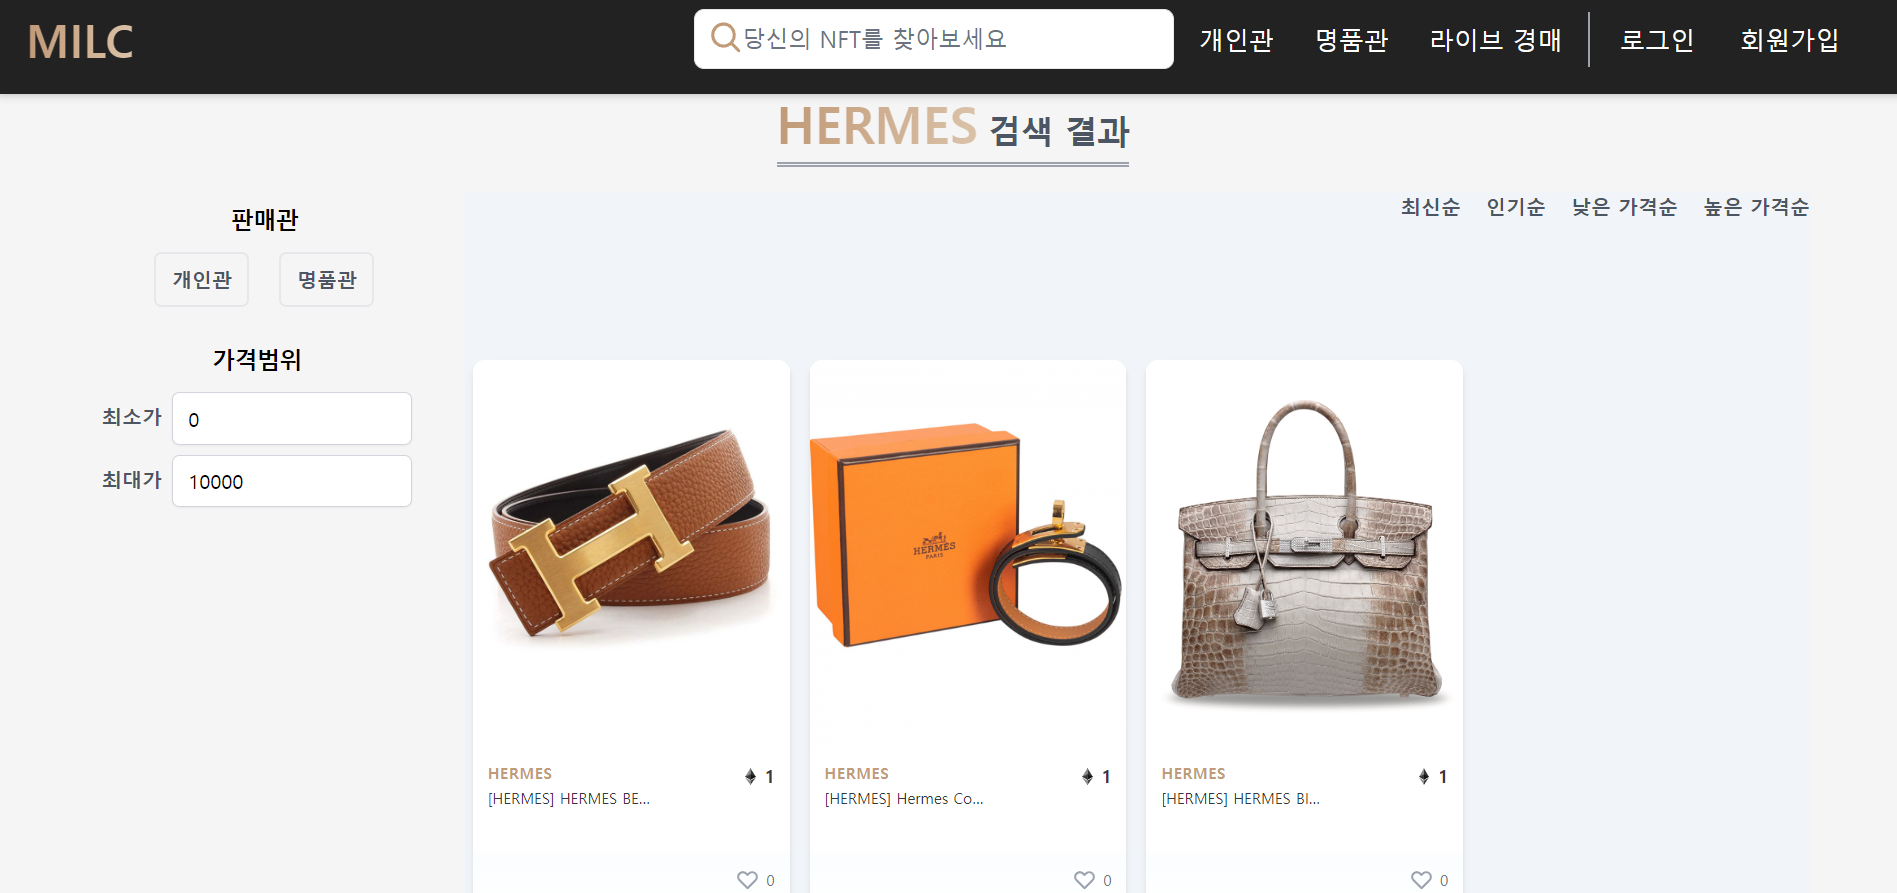 MILC
당신의 NFT를 찾아보세요
개인관 명품관 라이브 경매 로그인 회원가입
HERMES 검색 결과
최신순 인기순 낮은 가격순 높은 가격순
판매관
개인관 명품관
가격범위
최소가 0
최대가 10000
HERMES
PARIS
HERMES 1
[HERMES] HERMES BE...
0
HERMES 1
[HERMES] Hermes Co...
0
HERMES 1
[HERMES] HERMES BI...
0